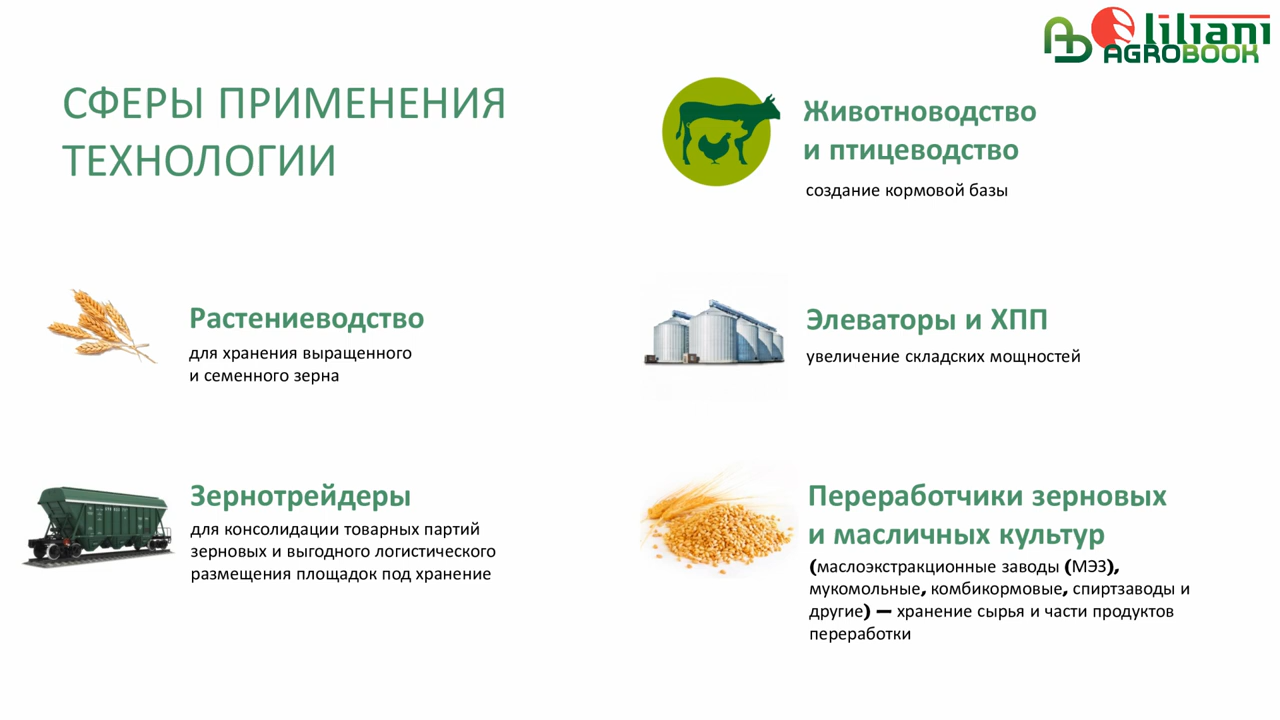 liliani
AGROBOOK
СФЕРЫ ПРИМЕНЕНИЯ
ТЕХНОЛОГИИ
Животноводство
и птицеводство
создание кормовой базы
Растениеводство
для хранения выращенного
и семенного зерна
Элеваторы и ХПП
увеличение складских мощностей
Зернотрейдеры
для консолидации товарных партий
зерновых и выгодного логистического
размещения площадок под хранение
Переработчики зерновых
и масличных культур
(маслоэкстракционные заводы (МЭЗ),
мукомольные, комбикормовые, спиртзаводы и
другие) — хранение сырья и части продуктов
переработки